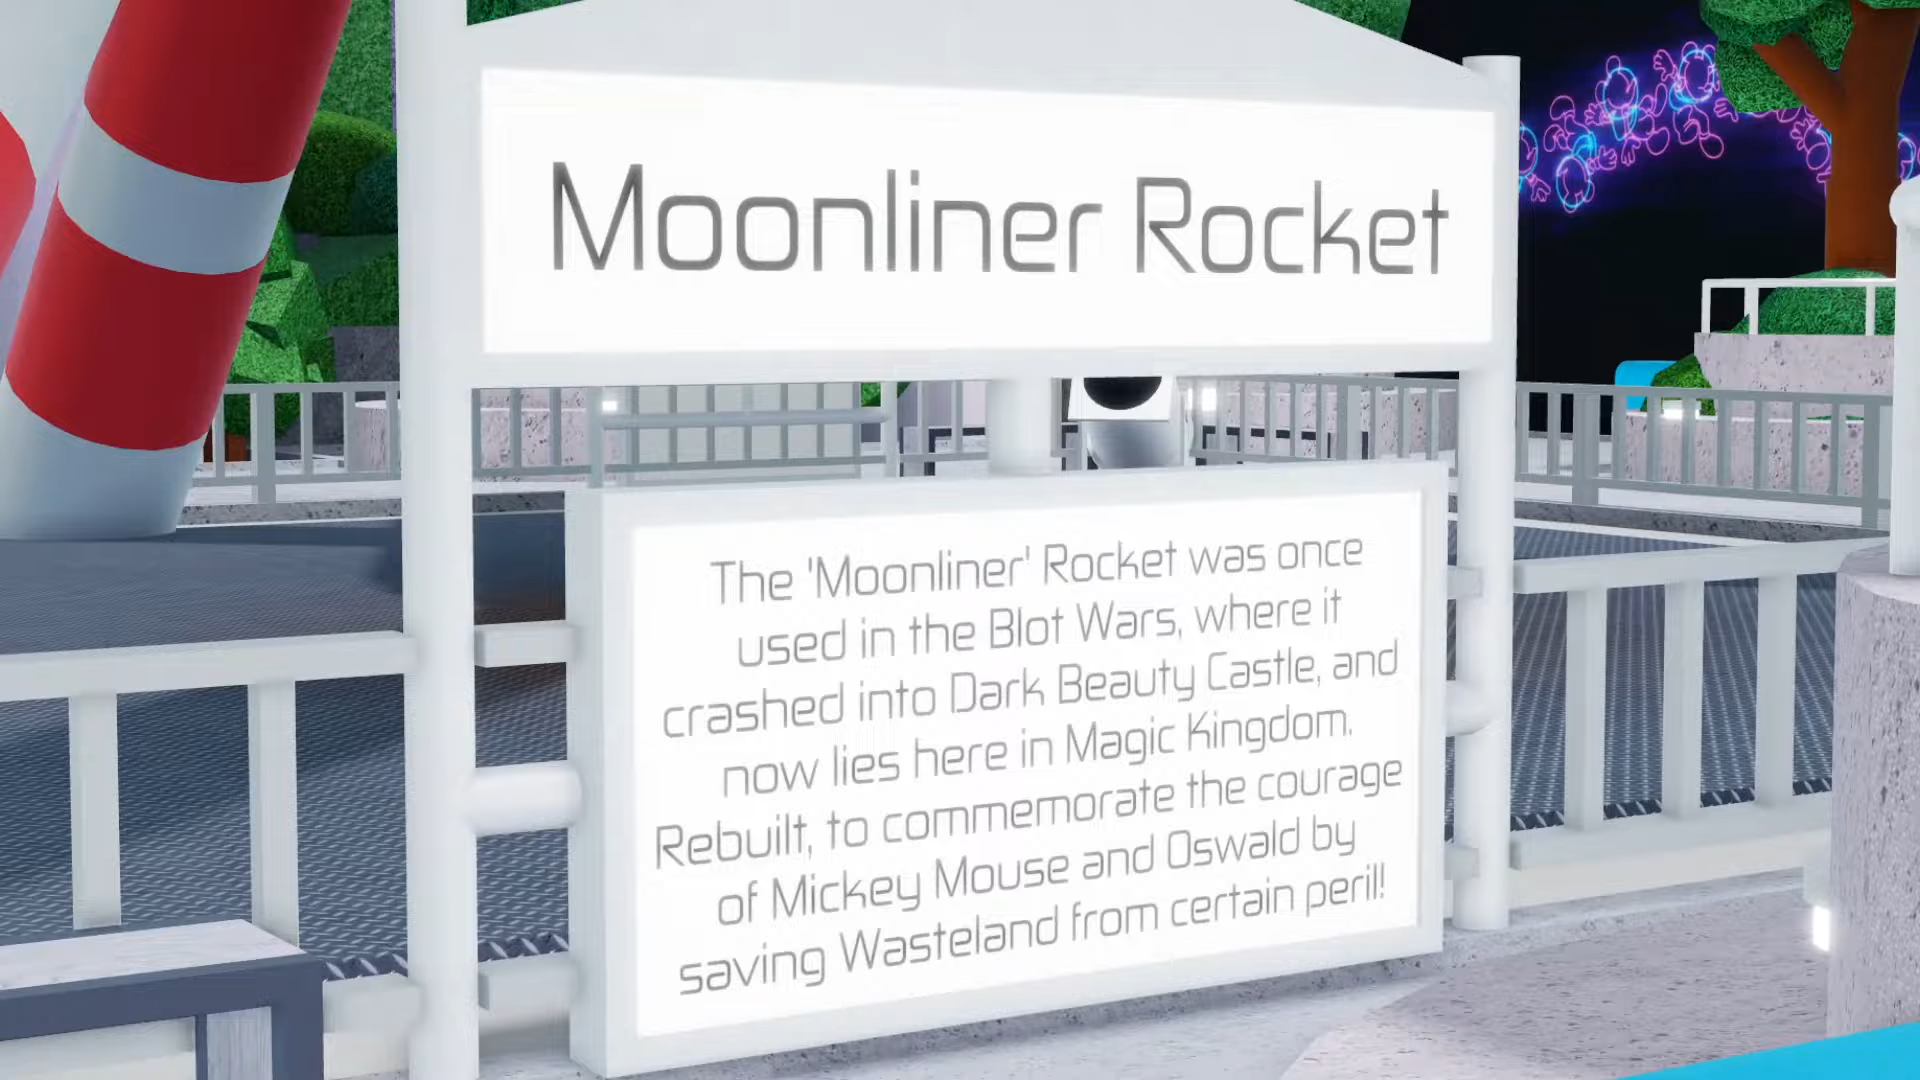 Moonliner Rocket
The 'Moonliner' Rocket was once
used in the Blot Wars, where it
crashed into Dark Beauty Castle, and
now lies here in Magic Kingdom.
Rebuilt, to commemorate the courage
of Mickey Mouse and Oswald by
saving Wasteland from certain peril!